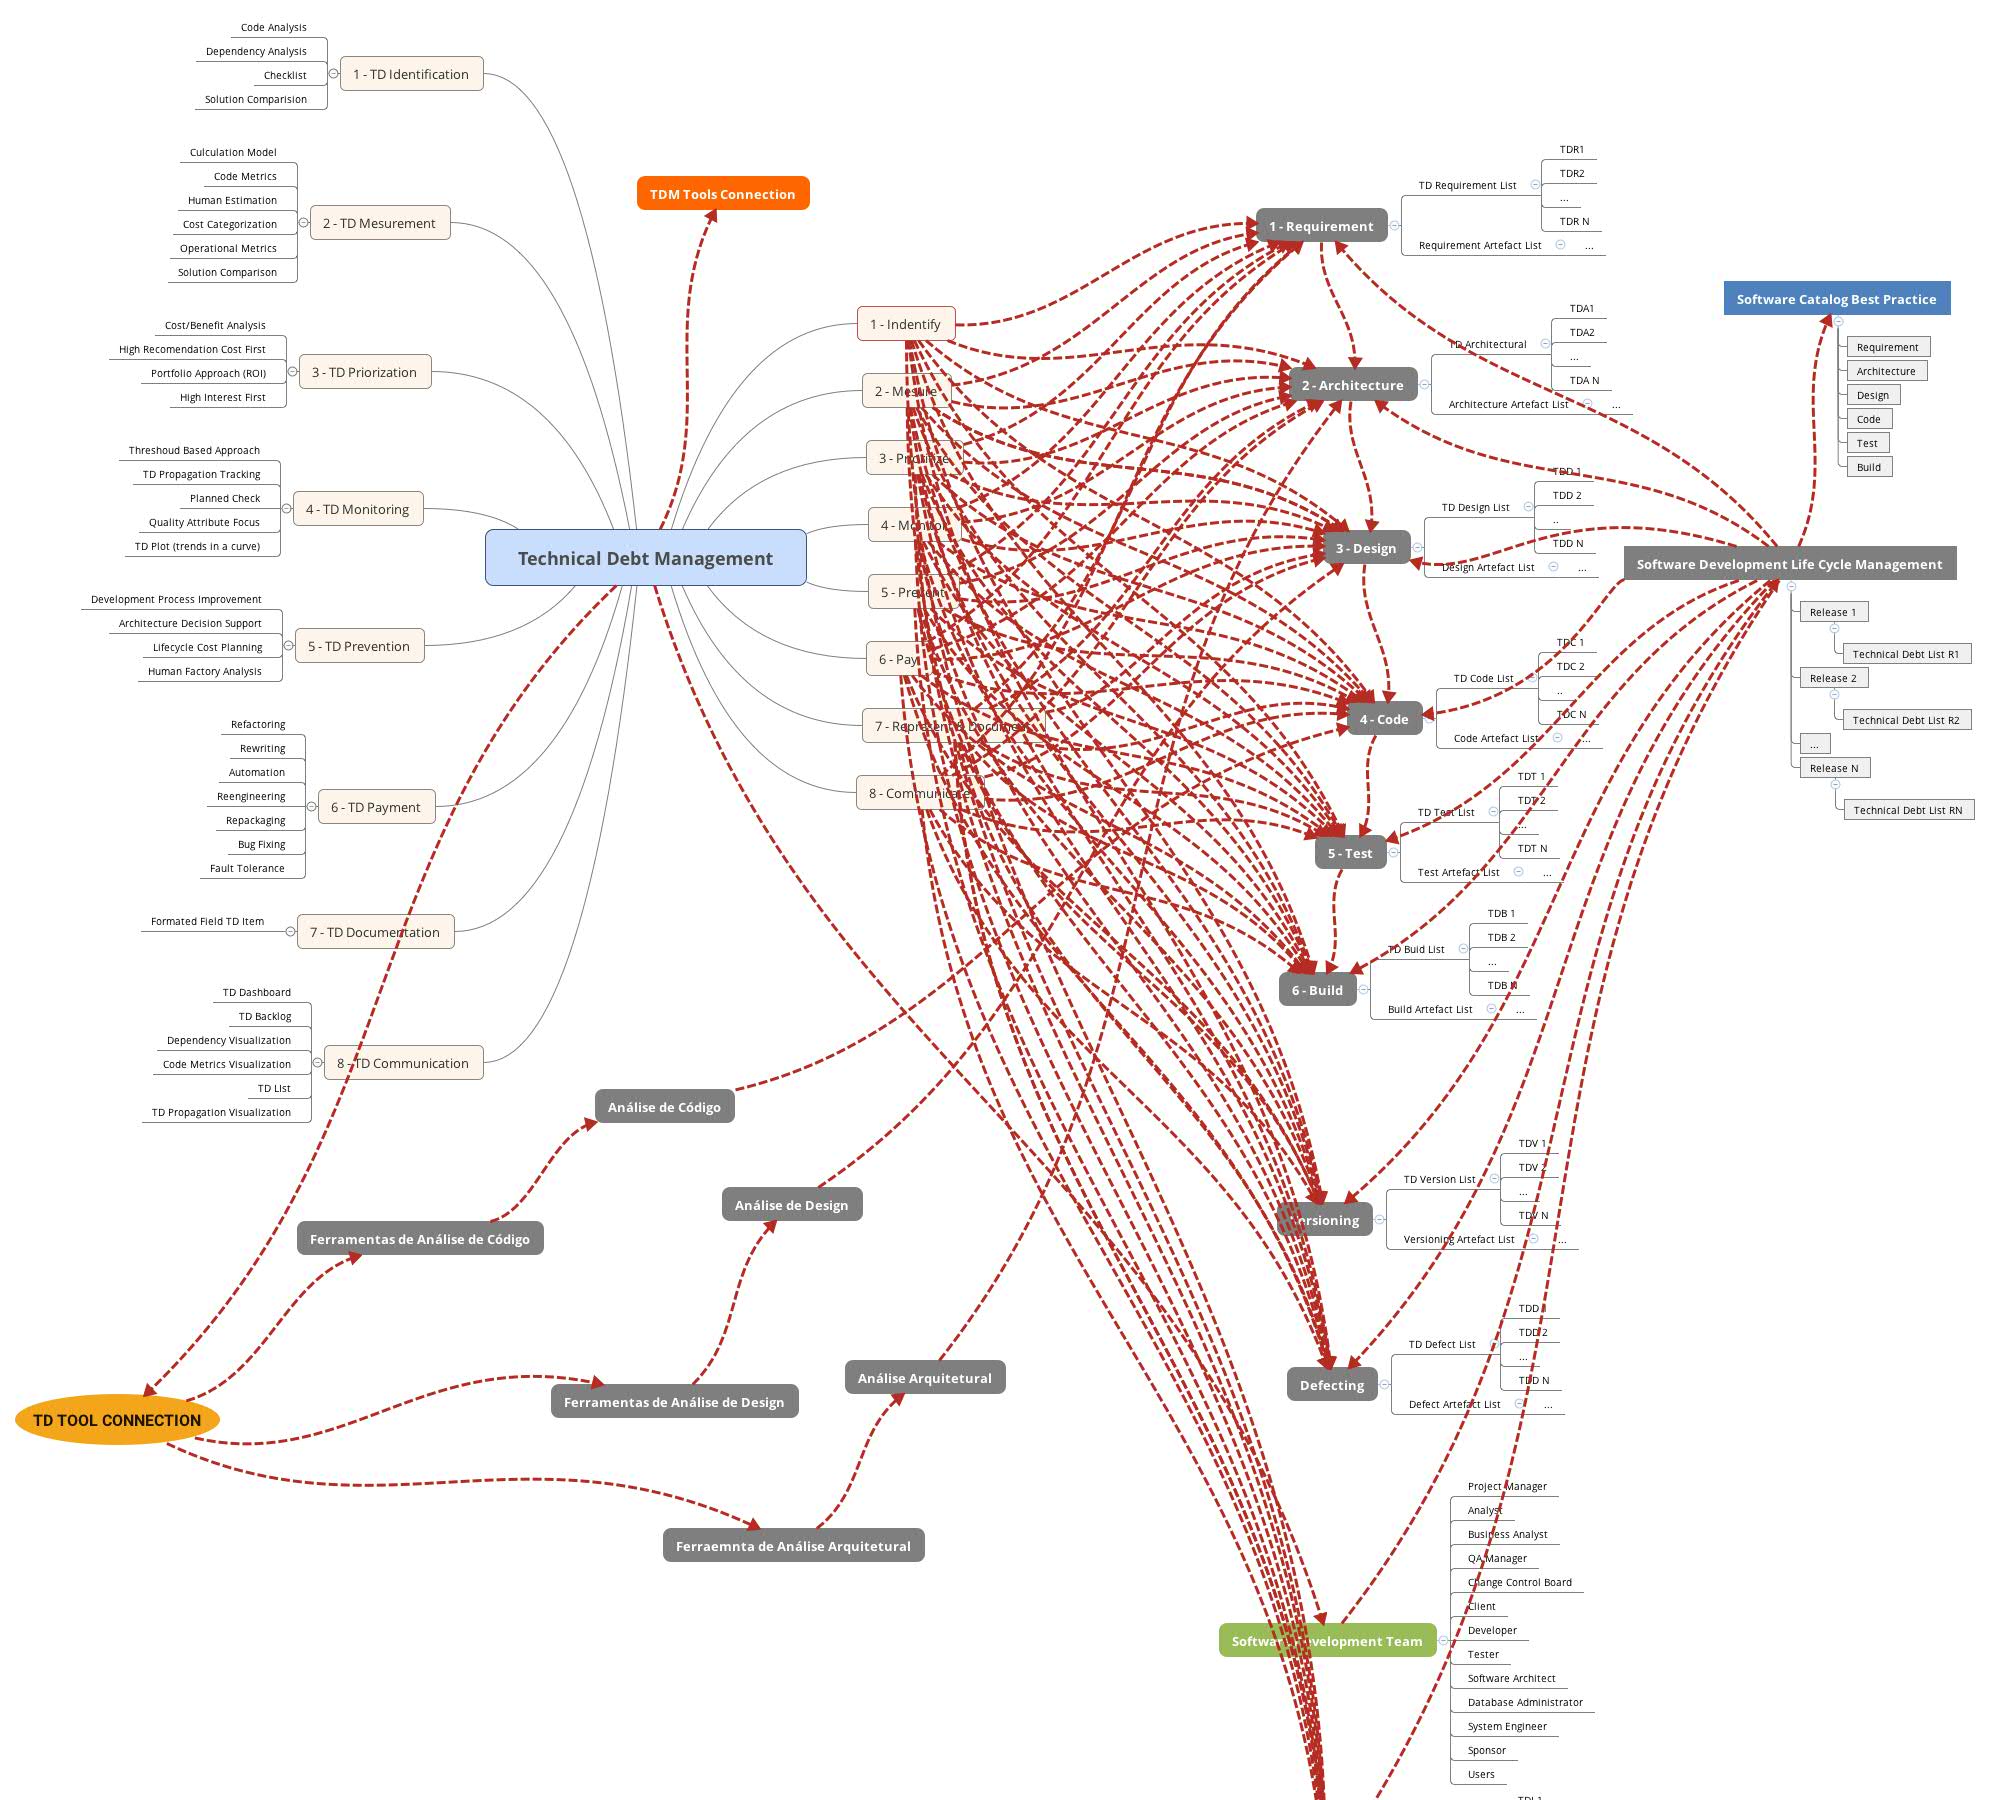 Code Analysis
Dependency Analysis
Checklist
Solution Comparision
1 - TD Identification
Culculation Model
Code Metrics
Human Estimation
Cost Categorization
Operational Metrics
Solution Comparison
2 - TD Mesurement
Cost/Benefit Analysis
High Recomendation Cost First
Portfolio Approach (ROI)
High Interest First
3 - TD Priorization
Threshoud Based Approach
TD Propagation Tracking
Planned Check
Quality Attribute Focus
TD Plot (trends in a curve)
4 - TD Monitoring
Development Process Improvement
Architecture Decision Support
Lifecycle Cost Planning
Human Factory Analysis
5 - TD Prevention
Refactoring
Rewriting
Automation
Reengineering
Repackaging
Bug Fixing
Fault Tolerance
6 - TD Payment
Formated Field TD Item
7 - TD Documentation
TD Dashboard
TD Backlog
Dependency Visualization
Code Metrics Visualization
TD LIst
TD Propagation Visualization
8 - TD Communication
Technical Debt Management
TDM Tools Connection
1 - Indentify
2 - Mesure
3 - Prioritize
4 - Monitor
5 - Prevent
6 - Pay
7 - Represent & Document
8 - Communicate
1 - Requirement
TD Requirement List
TDR1
TDR2
...
TDR N
Requirement Artefact List
...
2 - Architecture
TD Architectural
TDA1
TDA2
...
TDA N
Architecture Artefact List
...
3 - Design
TD Design List
TDD 1
TDD 2
..
TDD N
Design Artefact List
...
4 - Code
TD Code List
TDC 1
TDC 2
..
TDC N
Code Artefact List
...
5 - Test
TD Test List
TDT 1
TDT 2
...
TDT N
Test Artefact List
...
6 - Build
TD Buid List
TDB 1
TDB 2
...
TDB N
Build Artefact List
...
Versioning
TD Version List
TDV 1
TDV 2
...
TDV N
Versioning Artefact List
...
Defecting
TD Defect List
TDD 1
TDD 2
...
TDD N
Defect Artefact List
...
Software Development Team
Project Manager
Analyst
Business Analyst
QA Manager
Change Control Board
Client
Developer
Tester
Software Architect
Database Administrator
System Engineer
Sponsor
Users
Software Catalog Best Practice
Requirement
Architecture
Design
Code
Test
Build
Software Development Life Cycle Management
Release 1
Technical Debt List R1
Release 2
Technical Debt List R2
...
Release N
Technical Debt List RN
Análise de Código
Ferramentas de Análise de Código
Análise de Design
Ferramentas de Análise de Design
Análise Arquitetural
Ferraemnta de Análise Arquitetural
TD TOOL CONNECTION